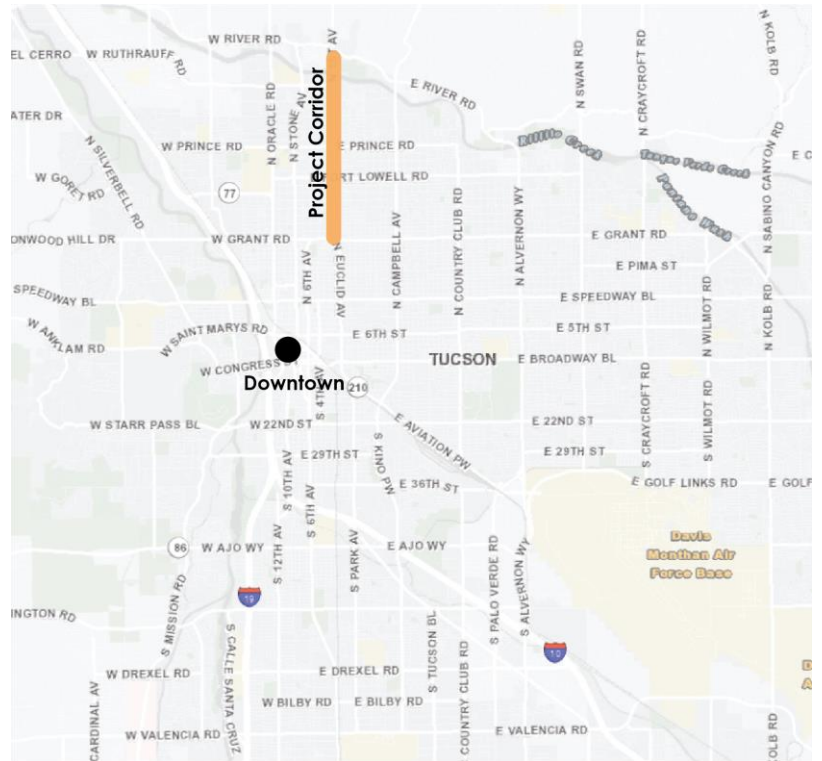 W RIVER RD
T AV
N KOLB RD
EL CERRO
W RUTHRAUFF RD
N SWAN RD
N CRAYCROFT RD
E RIVER RD
N ORACLE RD
N STONE AV
Project Corridor
ATER DR
N SILVERBELL RD
W PRINCE RD
E PRINCE RD
Rillito Creek
Tanque Verde Creek
E C
W GORET RD
77
RT LOWELL RD
Pantano Wash
N SABINO CANYON RD
ONWOOD HILL DR
W GRANT RD
N EUCLID AV
N CAMPBELL AV
N COUNTRY CLUB RD
N ALVERNON WY
E GRANT RD
E PIMA ST
N 6TH AV
SPEEDWAY BL
E SPEEDWAY BL
W ANKLAM RD
W SAINT MARYS RD
E 6TH ST
E 5TH ST
N WILMOT RD
N KOLB RD
W CONGRESS ST
TUCSON
E BROADWAY BL
Downtown
210
S 4TH AV
W STARR PASS BL
W 22ND ST
E AVIATION PW
E 22ND ST
S CRAYCROFT RD
S WILMOT RD
E 29TH ST
S KINO PW
E 29TH ST
S 10TH AV
E 36TH ST
E GOLF LINKS RD
E GOLF
S 6TH AV
86
W AJO WY
S 12TH AV
E AJO WY
S PARK AV
S PALO VERDE RD
S ALVERNON WY
Davis
Monthan Air
Force Base
19
INGTON RD
S MISSION RD
S CALLE SANTA CRUZ
10
W DREXEL RD
E DREXEL RD
S TUCSON BL
COUNTRY CLUB RD
D
A
CARDINAL AV
W BILBY RD
E BILBY RD
W VALENCIA RD
E VALENCIA RD
KOLB RD